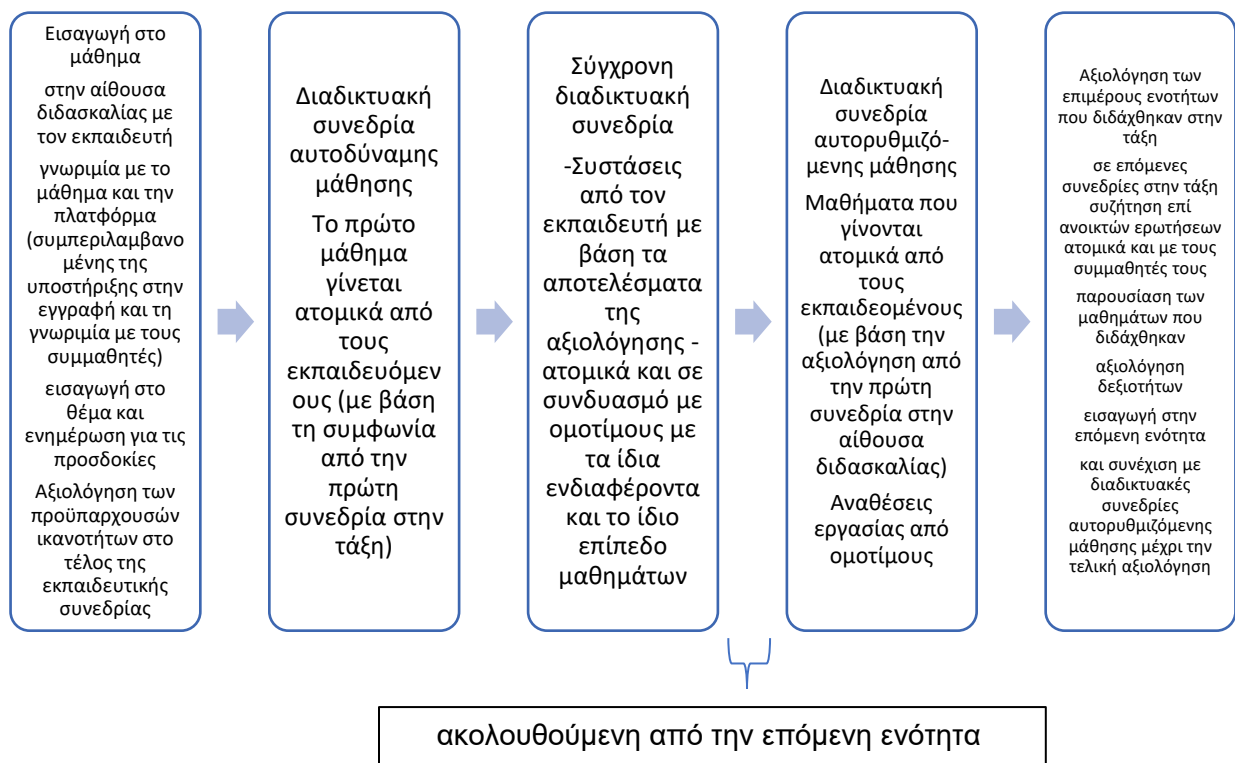 Εισαγωγή στο
μάθημα
στην αίθουσα
διδασκαλίας με
τον εκπαιδευτή
γνωριμία με το
μάθημα και την
πλατφόρμα
(συμπεριλαμβανο
μένης της
υποστήριξης στην
εγγραφή και τη
γνωριμία με τους
συμμαθητές)
εισαγωγή στο
θέμα και
ενημέρωση για τις
προσδοκίες
Αξιολόγηση των
προϋπαρχουσών
ικανοτήτων στο
τέλος της
εκπαιδευτικής
συνεδρίας
Διαδικτυακή
συνεδρία
αυτοδύναμης
μάθησης
Το πρώτο
μάθημα
γίνεται
ατομικά από
τους
εκπαιδευόμεν
ους (με βάση
τη συμφωνία
από την
πρώτη
συνεδρία στην
τάξη)
Σύγχρονη
διαδικτυακή
συνεδρία
-Συστάσεις
από τον
εκπαιδευτή με
βάση τα
αποτελέσματα
της
αξιολόγησης -
ατομικά και σε
συνδυασμό με
ομοτίμους με
τα ίδια
ενδιαφέροντα
και το ίδιο
επίπεδο
μαθημάτων
Διαδικτυακή
συνεδρία
αυτορυθμιζό-
μενης μάθησης
Μαθήματα που
γίνονται
ατομικά από
τους
εκπαιδεομένους
(με βάση την
αξιολόγηση από
την πρώτη
συνεδρία στην
αίθουσα
διδασκαλίας)
Αναθέσεις
εργασίας από
ομοτίμους
Αξιολόγηση των
επιμέρους ενοτήτων
που διδάχθηκαν στην
τάξη
σε επόμενες
συνεδρίες στην τάξη
συζήτηση επί
ανοικτών ερωτήσεων
ατομικά και με τους
συμμαθητές τους
παρουσίαση των
μαθημάτων που
διδάχθηκαν
αξιολόγηση
δεξιοτήτων
εισαγωγή στην
επόμενη ενότητα
και συνέχιση με
διαδικτυακές
συνεδρίες
αυτορυθμιζόμενης
μάθησης μέχρι την
τελική αξιολόγηση
ακολουθούμενη από την επόμενη ενότητα